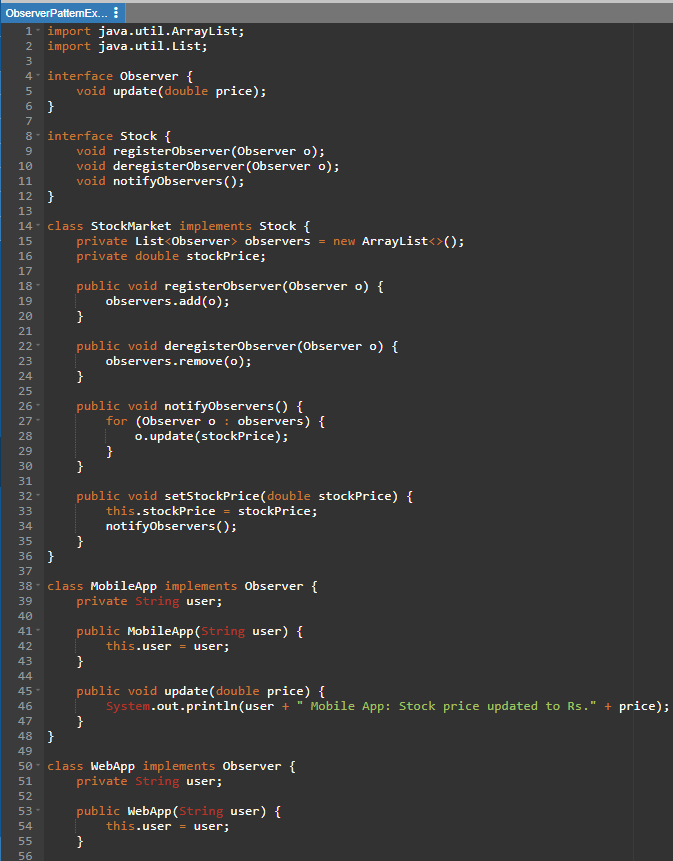 ObserverPatternEx...
1 import java.util.ArrayList;
2 import java.util.List;
3
4 interface Observer {
5     void update(double price);
6 }
7
8 interface Stock {
9     void registerObserver(Observer o);
10     void deregisterObserver(Observer o);
11     void notifyObservers();
12 }
13
14 class StockMarket implements Stock {
15     private List<Observer> observers = new ArrayList<>();
16     private double stockPrice;
17
18     public void registerObserver(Observer o) {
19         observers.add(o);
20     }
21
22     public void deregisterObserver(Observer o) {
23         observers.remove(o);
24     }
25
26     public void notifyObservers() {
27         for (Observer o : observers) {
28             o.update(stockPrice);
29         }
30     }
31
32     public void setStockPrice(double stockPrice) {
33         this.stockPrice = stockPrice;
34         notifyObservers();
35     }
36 }
37
38 class MobileApp implements Observer {
39     private String user;
40
41     public MobileApp(String user) {
42         this.user = user;
43     }
44
45     public void update(double price) {
46         System.out.println(user + " Mobile App: Stock price updated to Rs." + price);
47     }
48 }
49
50 class WebApp implements Observer {
51     private String user;
52
53     public WebApp(String user) {
54         this.user = user;
55     }
56